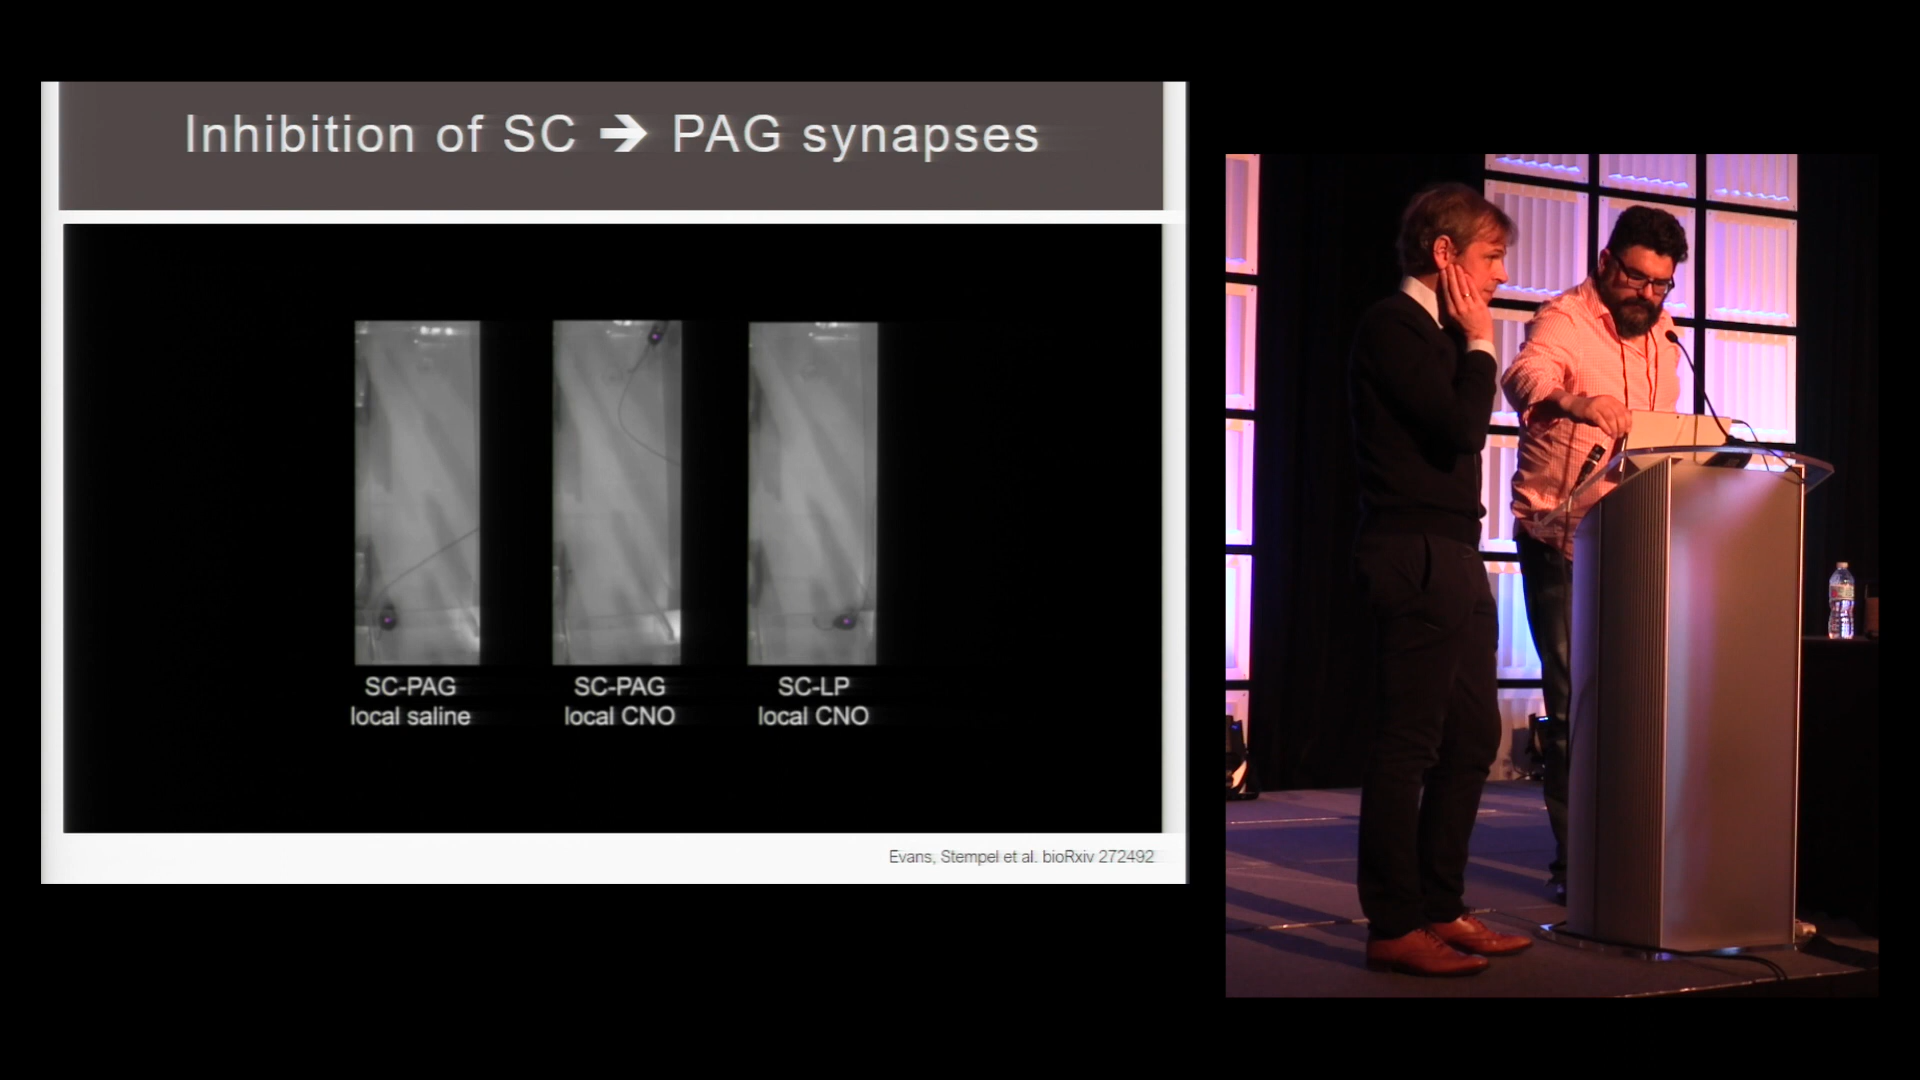 Inhibition of SC ➔ PAG synapses
SC-PAG
local saline
SC-PAG
local CNO
SC-LP
local CNO
Evans, Stempel et al. bioRxiv 272492